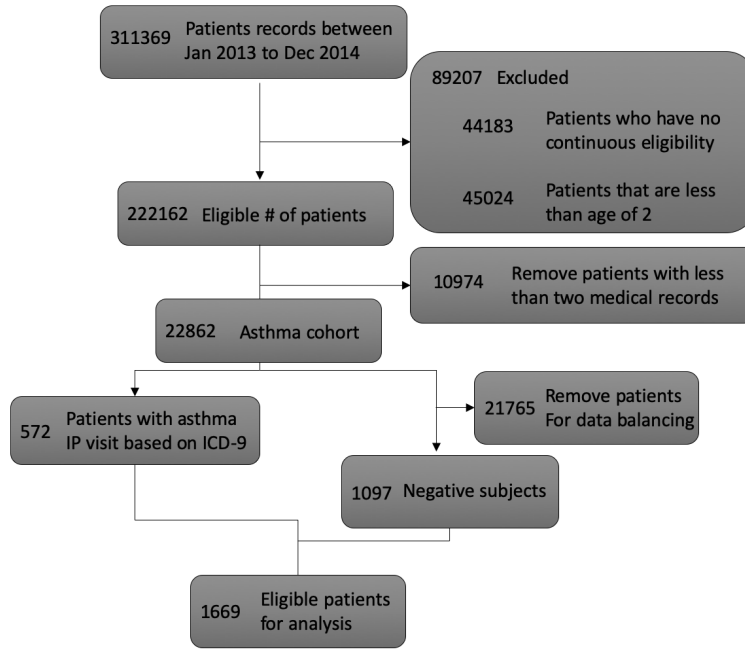 311369 Patients records between
Jan 2013 to Dec 2014
89207 Excluded
44183 Patients who have no
continuous eligibility
45024 Patients that are less
than age of 2
222162 Eligible # of patients
10974 Remove patients with less
than two medical records
22862 Asthma cohort
572 Patients with asthma
IP visit based on ICD-9
21765 Remove patients
For data balancing
1097 Negative subjects
1669 Eligible patients
for analysis